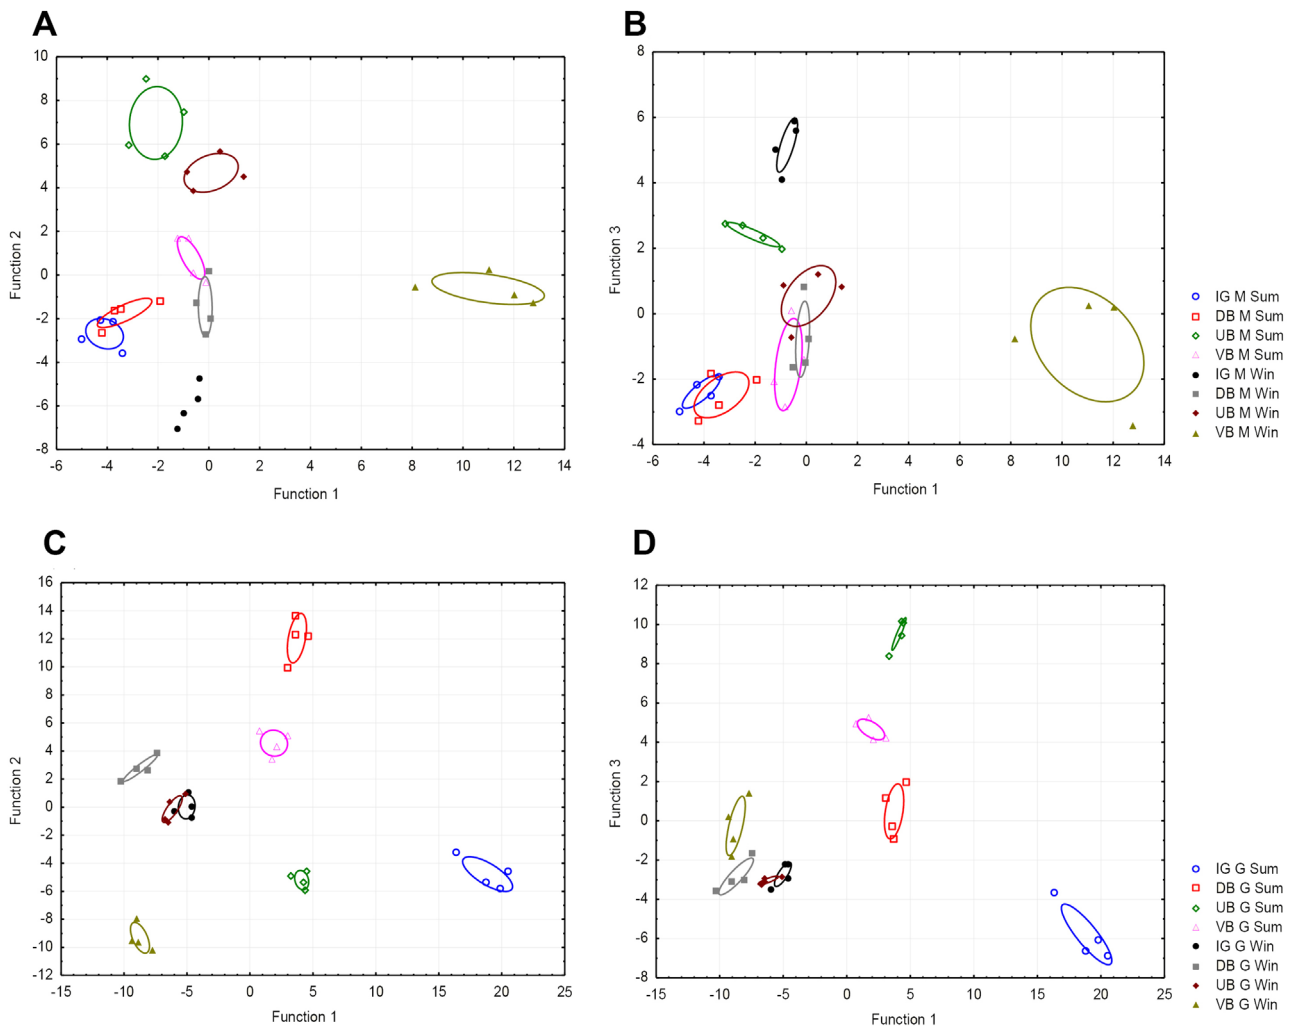 A
B
10
8
6
4
2
0
-2
-4
-6
-8
Function 2
-6 -4 -2 0 2 4 6 8 10 12 14
Function 1
8
6
4
2
0
-2
-4
Function 3
-6 -4 -2 0 2 4 6 8 10 12 14
Function 1
IG M Sum
DB M Sum
UB M Sum
VB M Sum
IG M Win
DB M Win
UB M Win
VB M Win
C
D
16
14
12
10
8
6
4
2
0
-2
-4
-6
-8
-10
-12
Function 2
-15 -10 -5 0 5 10 15 20 25
Function 1
12
10
8
6
4
2
0
-2
-4
-6
-8
Function 3
-15 -10 -5 0 5 10 15 20 25
Function 1
IG G Sum
DB G Sum
UB G Sum
VB G Sum
IG G Win
DB G Win
UB G Win
VB G Win